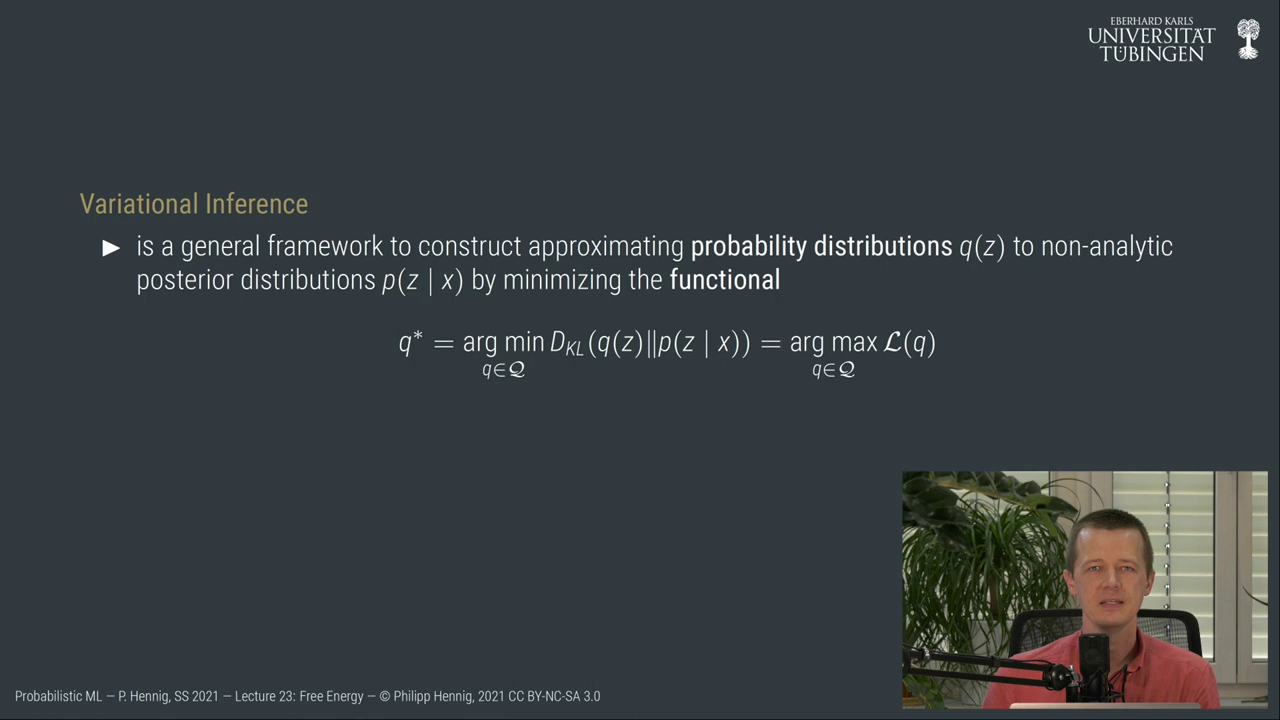 EBERHARD KARLS
UNIVERSITÄT
TÜBINGEN
Variational Inference
▶ is a general framework to construct approximating probability distributions q(z) to non-analytic
posterior distributions p(z | x) by minimizing the functional
q* = arg min D_KL(q(z)‖p(z | x)) = arg max ℒ(q)
q∈𝒬 q∈𝒬
Probabilistic ML — P. Hennig, SS 2021 — Lecture 23: Free Energy — © Philipp Hennig, 2021 CC BY-NC-SA 3.0